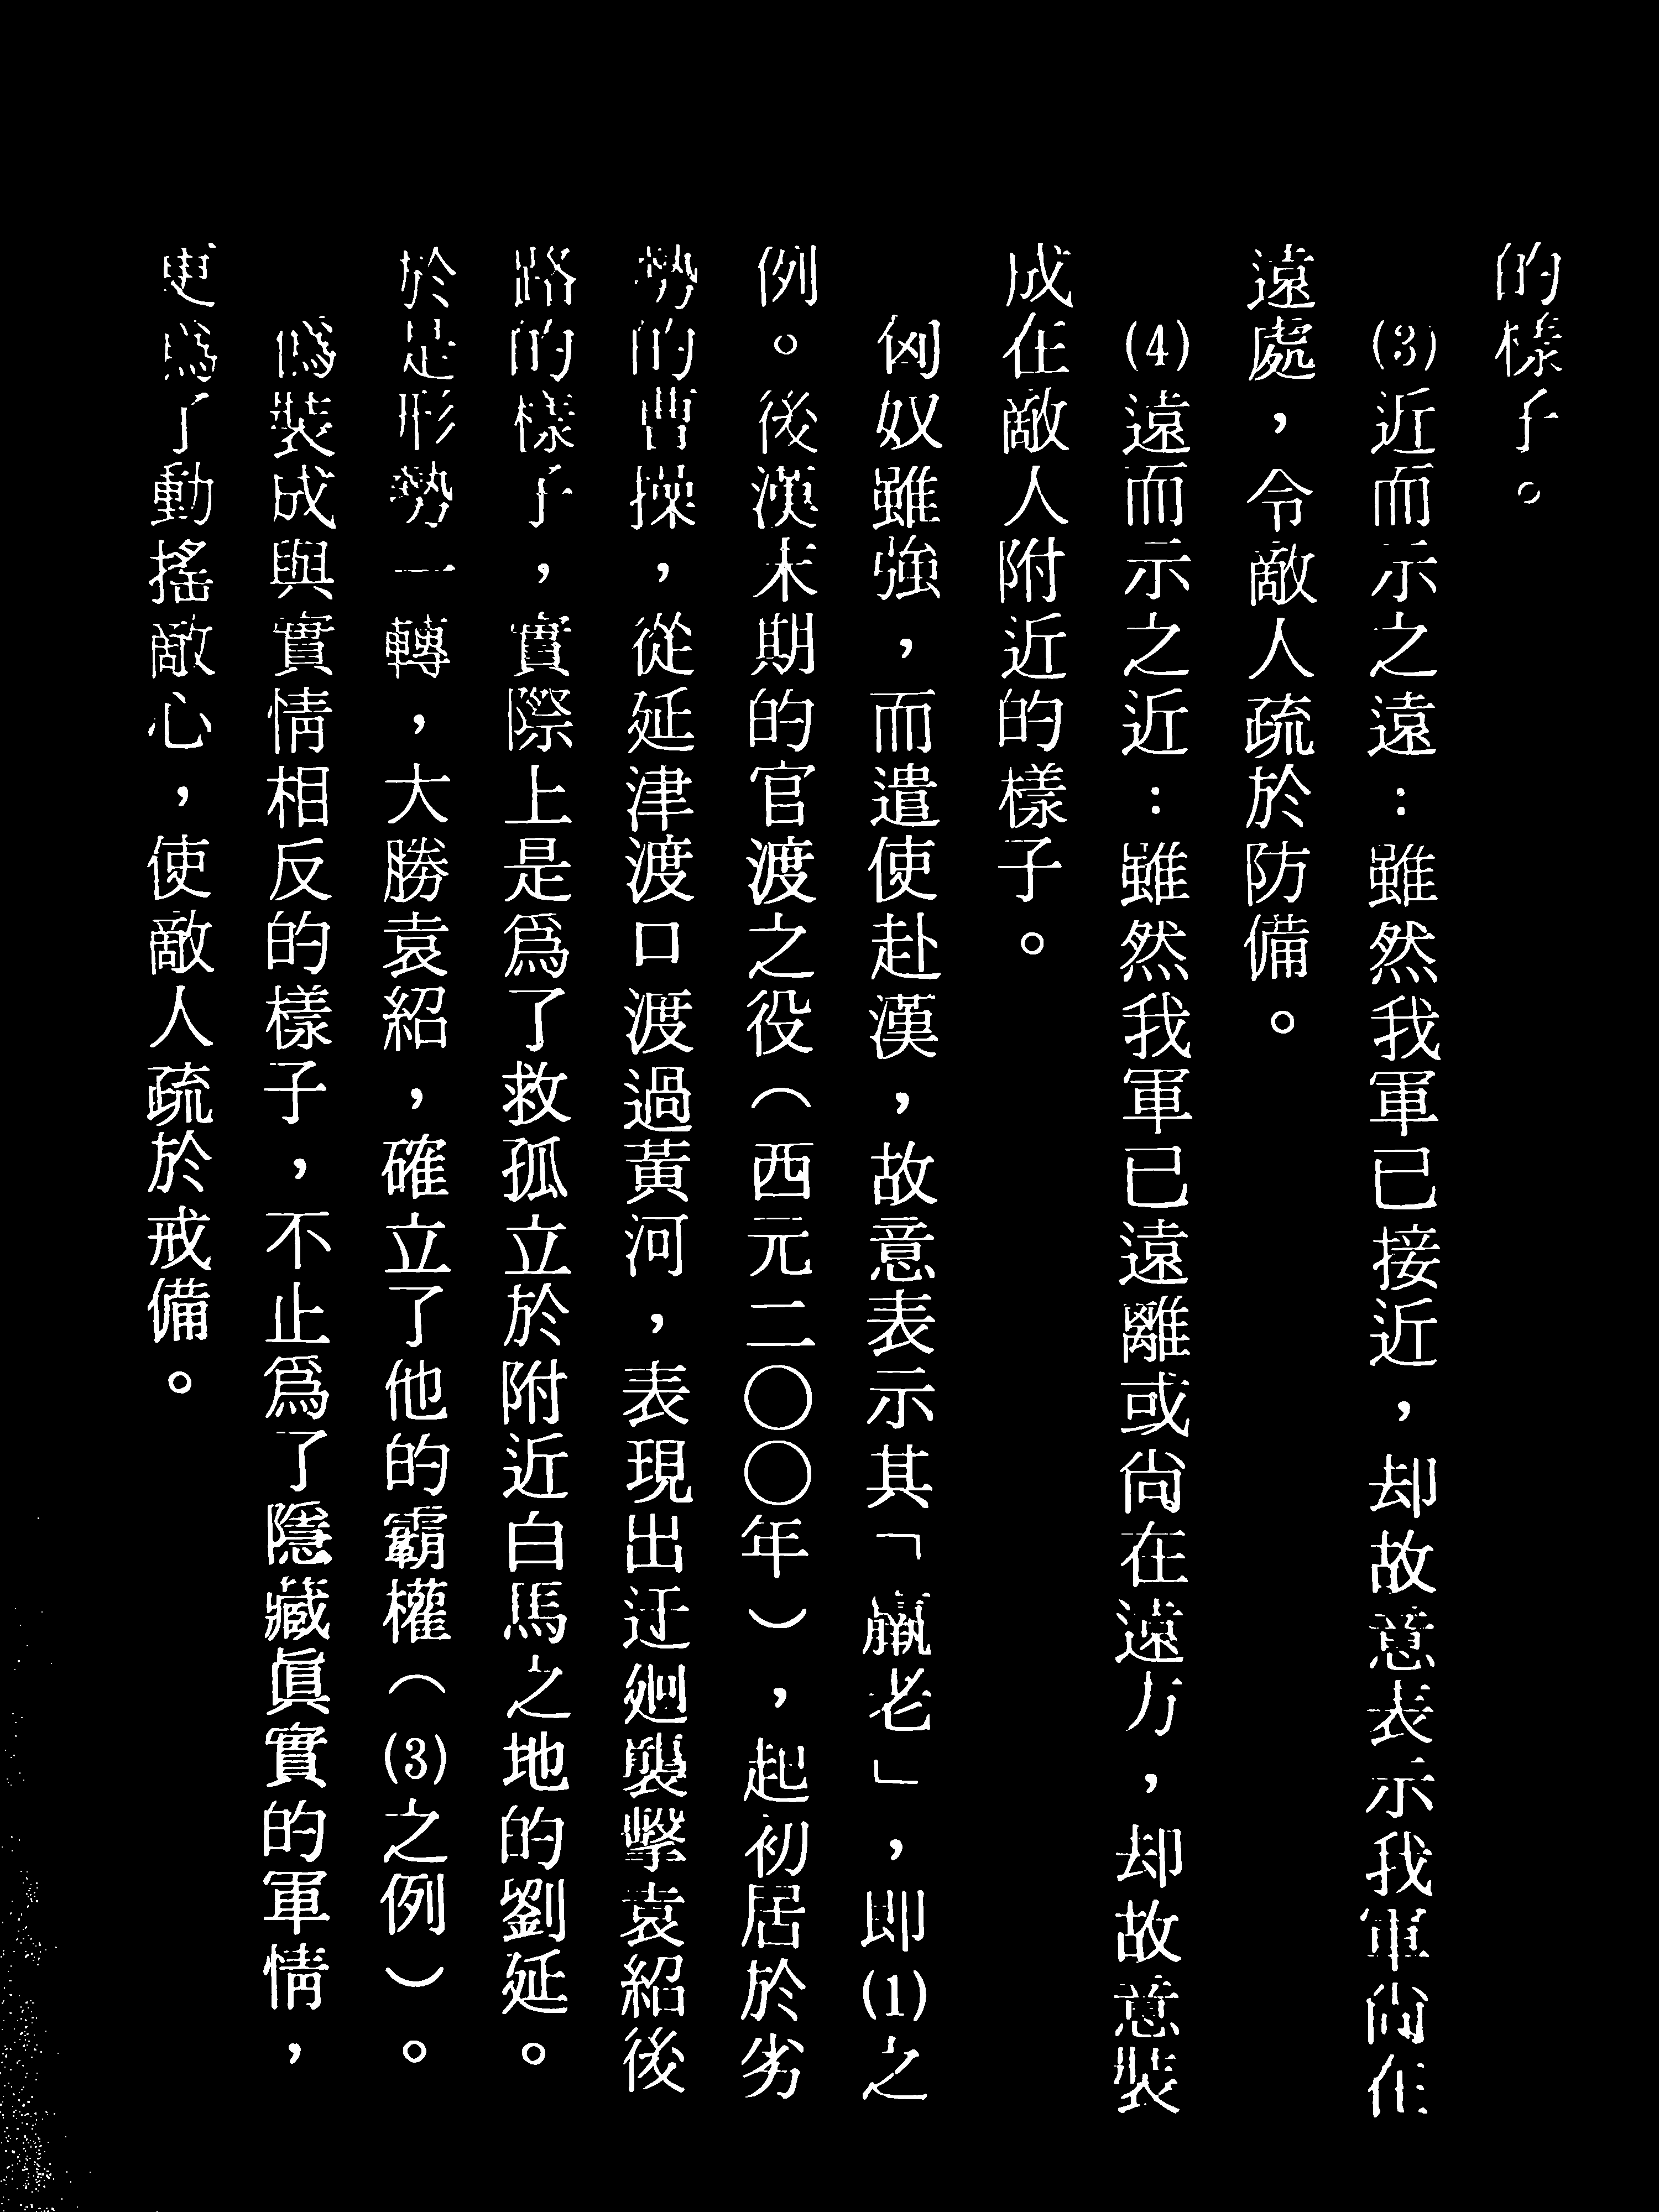 的樣子。
(3)近而示之遠：雖然我軍已接近，却故意表示我軍尙在
遠處，令敵人疏於防備。
(4)遠而示之近：雖然我軍已遠離或尙在遠方，却故意裝
成在敵人附近的樣子。
匈奴雖強，而遣使赴漢，故意表示其「羸老」，即(1)之
例。後漢末期的官渡之役（西元二〇〇年），起初居於劣
勢的曹操，從延津渡口渡過黃河，表現出迂廻襲擊袁紹後
路的樣子，實際上是爲了救孤立於附近白馬之地的劉延。
於是形勢一轉，大勝袁紹，確立了他的霸權（(3)之例）。
僞裝成與實情相反的樣子，不止爲了隱藏眞實的軍情，
更爲了動搖敵心，使敵人疏於戒備。